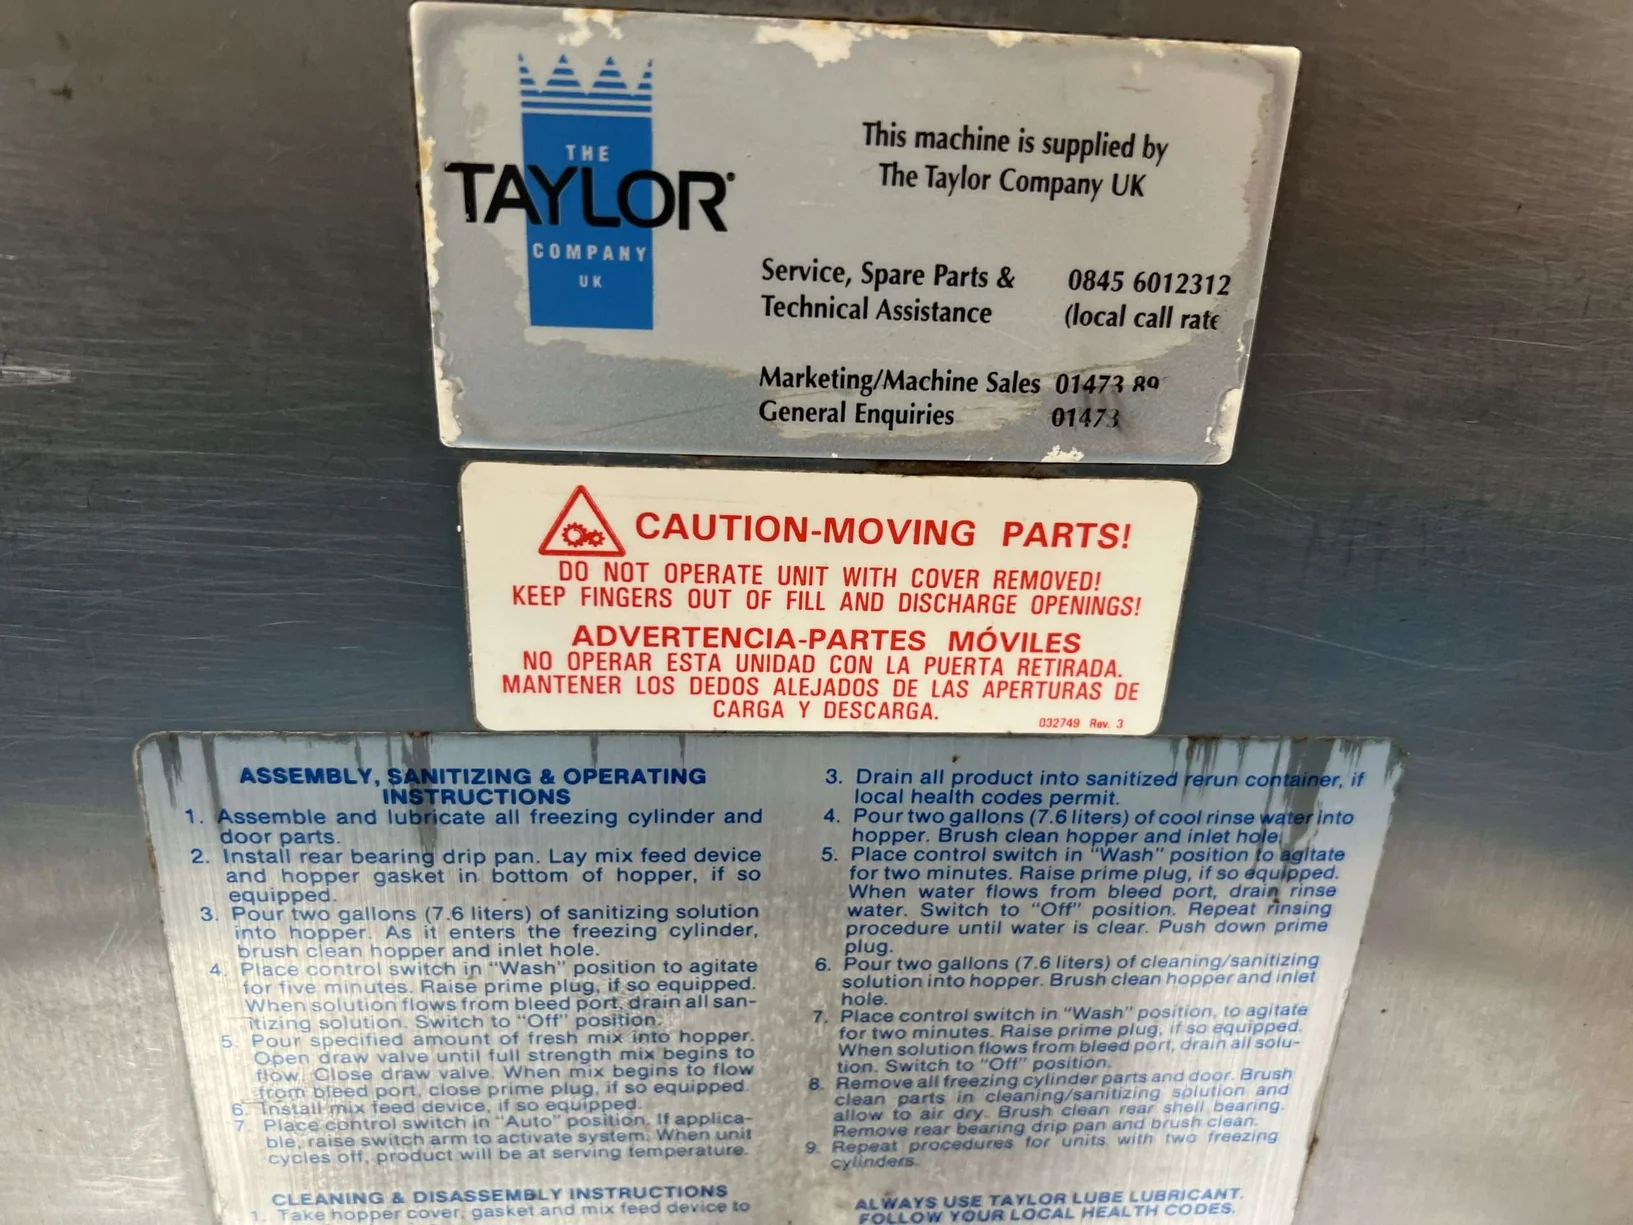 THE
TAYLOR®
COMPANY
UK
This machine is supplied by
The Taylor Company UK
Service, Spare Parts & 0845 6012312
Technical Assistance (local call rate
Marketing/Machine Sales 01473 89
General Enquiries 01473
CAUTION-MOVING PARTS!
DO NOT OPERATE UNIT WITH COVER REMOVED!
KEEP FINGERS OUT OF FILL AND DISCHARGE OPENINGS!
ADVERTENCIA-PARTES MÓVILES
NO OPERAR ESTA UNIDAD CON LA PUERTA RETIRADA.
MANTENER LOS DEDOS ALEJADOS DE LAS APERTURAS DE
CARGA Y DESCARGA.
032749 Rev. 3
ASSEMBLY, SANITIZING & OPERATING
INSTRUCTIONS
1. Assemble and lubricate all freezing cylinder and
door parts.
2. Install rear bearing drip pan. Lay mix feed device
and hopper gasket in bottom of hopper, if so
equipped.
3. Pour two gallons (7.6 liters) of sanitizing solution
into hopper. As it enters the freezing cylinder,
brush clean hopper and inlet hole.
4. Place control switch in "Wash" position to agitate
for five minutes. Raise prime plug, if so equipped.
When solution flows from bleed port, drain all san-
itizing solution. Switch to "Off" position.
5. Pour specified amount of fresh mix into hopper.
Open draw valve until full strength mix begins to
flow. Close draw valve. When mix begins to flow
from bleed port, close prime plug, if so equipped.
6. Install mix feed device, if so equipped.
7. Place control switch in "Auto" position. If applica-
ble, raise switch arm to activate system. When unit
cycles off, product will be at serving temperature.
CLEANING & DISASSEMBLY INSTRUCTIONS
1. Take hopper cover, gasket and mix feed device to
3. Drain all product into sanitized rerun container, if
local health codes permit.
4. Pour two gallons (7.6 liters) of cool rinse water into
hopper. Brush clean hopper and inlet hole.
5. Place control switch in "Wash" position to agitate
for two minutes. Raise prime plug, if so equipped.
When water flows from bleed port, drain rinse
water. Switch to "Off" position. Repeat rinsing
procedure until water is clear. Push down prime
plug.
6. Pour two gallons (7.6 liters) of cleaning/sanitizing
solution into hopper. Brush clean hopper and inlet
hole.
7. Place control switch in "Wash" position, to agitate
for two minutes. Raise prime plug, if so equipped.
When solution flows from bleed port, drain all solu-
tion. Switch to "Off" position.
8. Remove all freezing cylinder parts and door. Brush
clean parts in cleaning/sanitizing solution and
allow to air dry. Brush clean rear shell bearing.
Remove rear bearing drip pan and brush clean.
9. Repeat procedures for units with two freezing
cylinders.
ALWAYS USE TAYLOR LUBE LUBRICANT.
FOLLOW YOUR LOCAL HEALTH CODES.